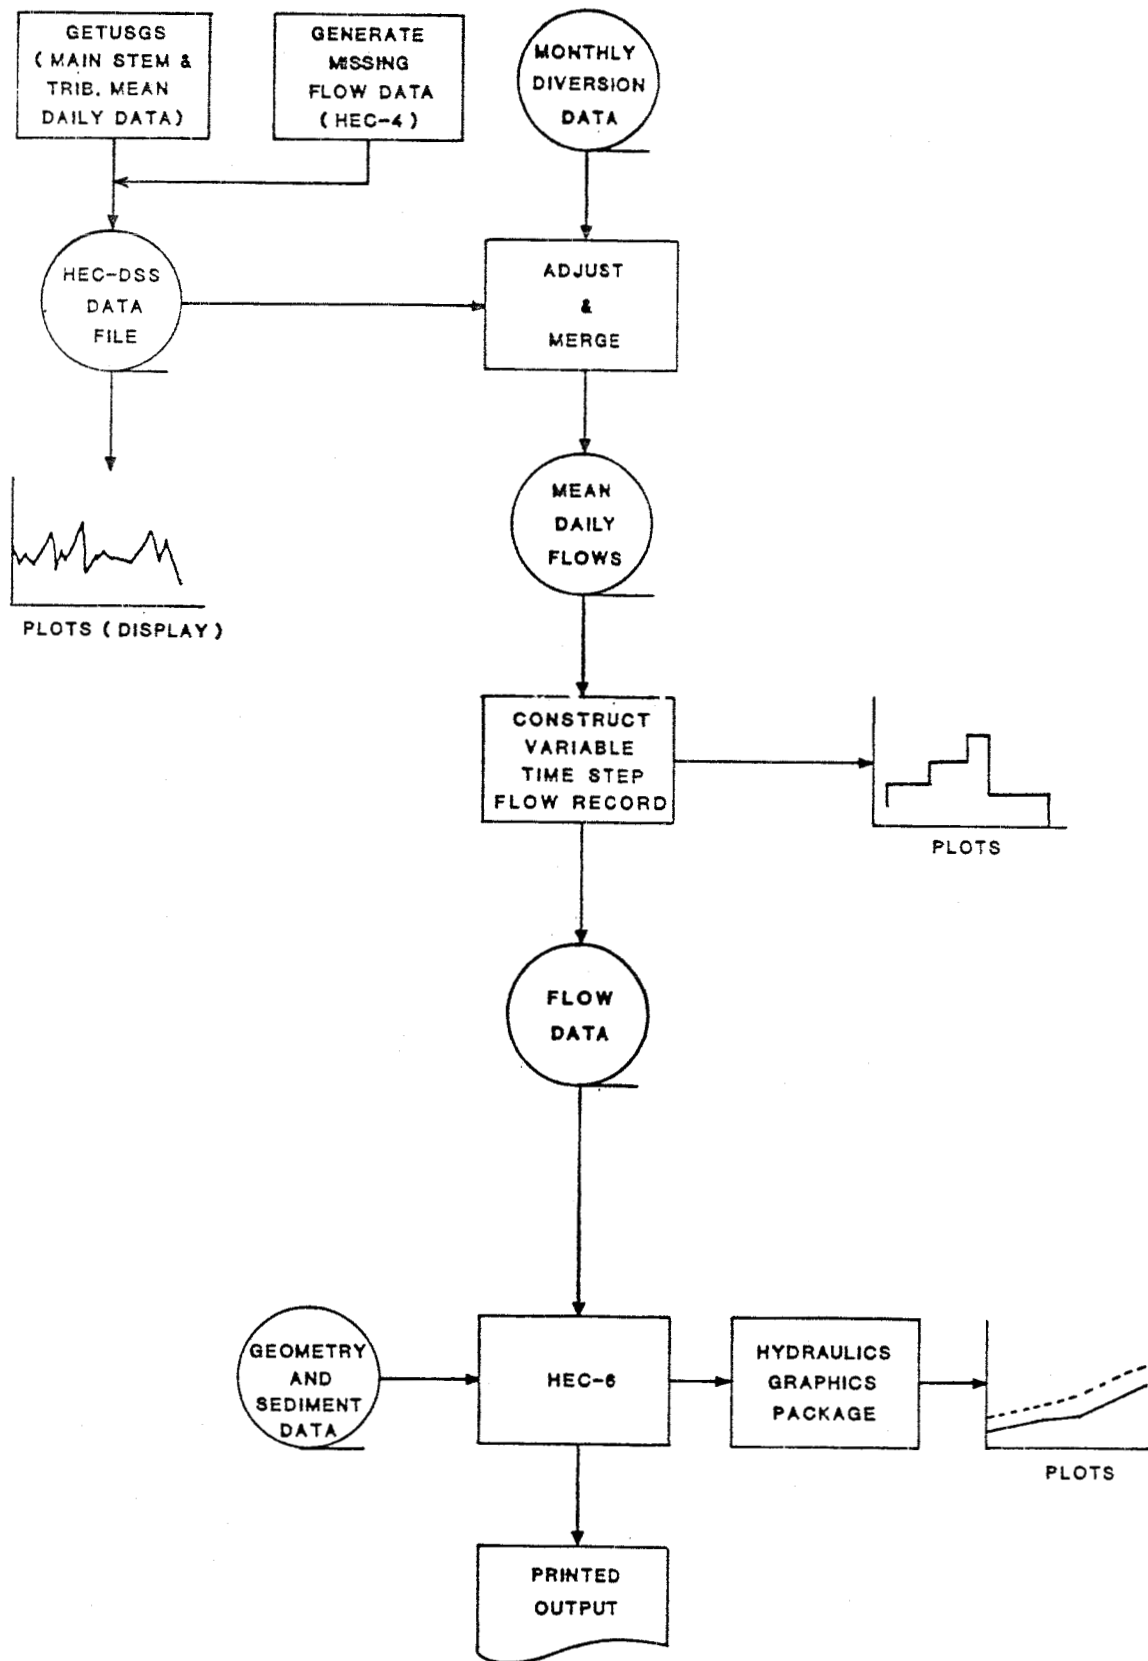 GETUSGS
( MAIN STEM &
TRIB. MEAN
DAILY DATA)
GENERATE
MISSING
FLOW DATA
( HEC-4 )
MONTHLY
DIVERSION
DATA
HEC-DSS
DATA
FILE
ADJUST
&
MERGE
PLOTS ( DISPLAY )
MEAN
DAILY
FLOWS
CONSTRUCT
VARIABLE
TIME STEP
FLOW RECORD
PLOTS
FLOW
DATA
GEOMETRY
AND
SEDIMENT
DATA
HEC-6
HYDRAULICS
GRAPHICS
PACKAGE
PLOTS
PRINTED
OUTPUT